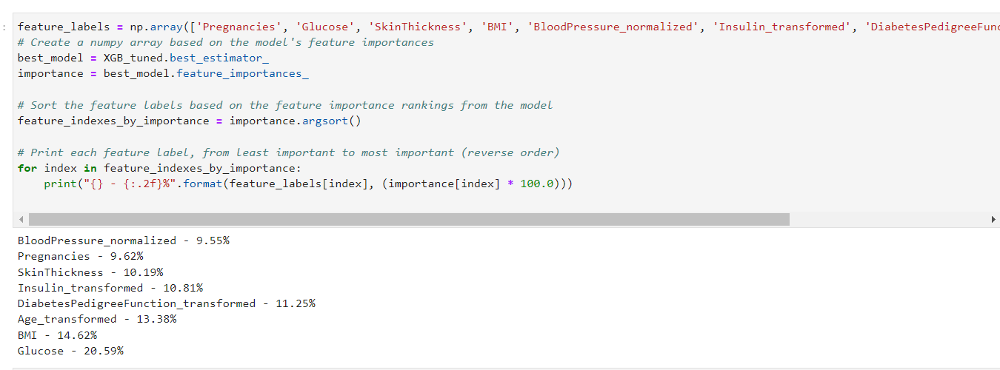 :
feature_labels = np.array(['Pregnancies', 'Glucose', 'SkinThickness', 'BMI', 'BloodPressure_normalized', 'Insulin_transformed', 'DiabetesPedigreeFunc
# Create a numpy array based on the model's feature importances
best_model = XGB_tuned.best_estimator_
importance = best_model.feature_importances_
# Sort the feature labels based on the feature importance rankings from the model
feature_indexes_by_importance = importance.argsort()
# Print each feature label, from least important to most important (reverse order)
for index in feature_indexes_by_importance:
    print("{} - {:.2f}%".format(feature_labels[index], (importance[index] * 100.0)))
BloodPressure_normalized - 9.55%
Pregnancies - 9.62%
SkinThickness - 10.19%
Insulin_transformed - 10.81%
DiabetesPedigreeFunction_transformed - 11.25%
Age_transformed - 13.38%
BMI - 14.62%
Glucose - 20.59%